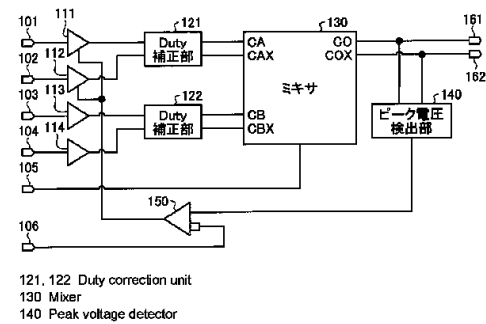 111
121
130
161
101
Duty
補正部
CA
CAX
GO
COX
162
102
112
ミキサ
140
113
122
ピーク電圧
検出部
103
Duty
補正部
CB
CBX
104
114
105
150
106
121, 122 Duty correction unit
130 Mixer
140 Peak voltage detector